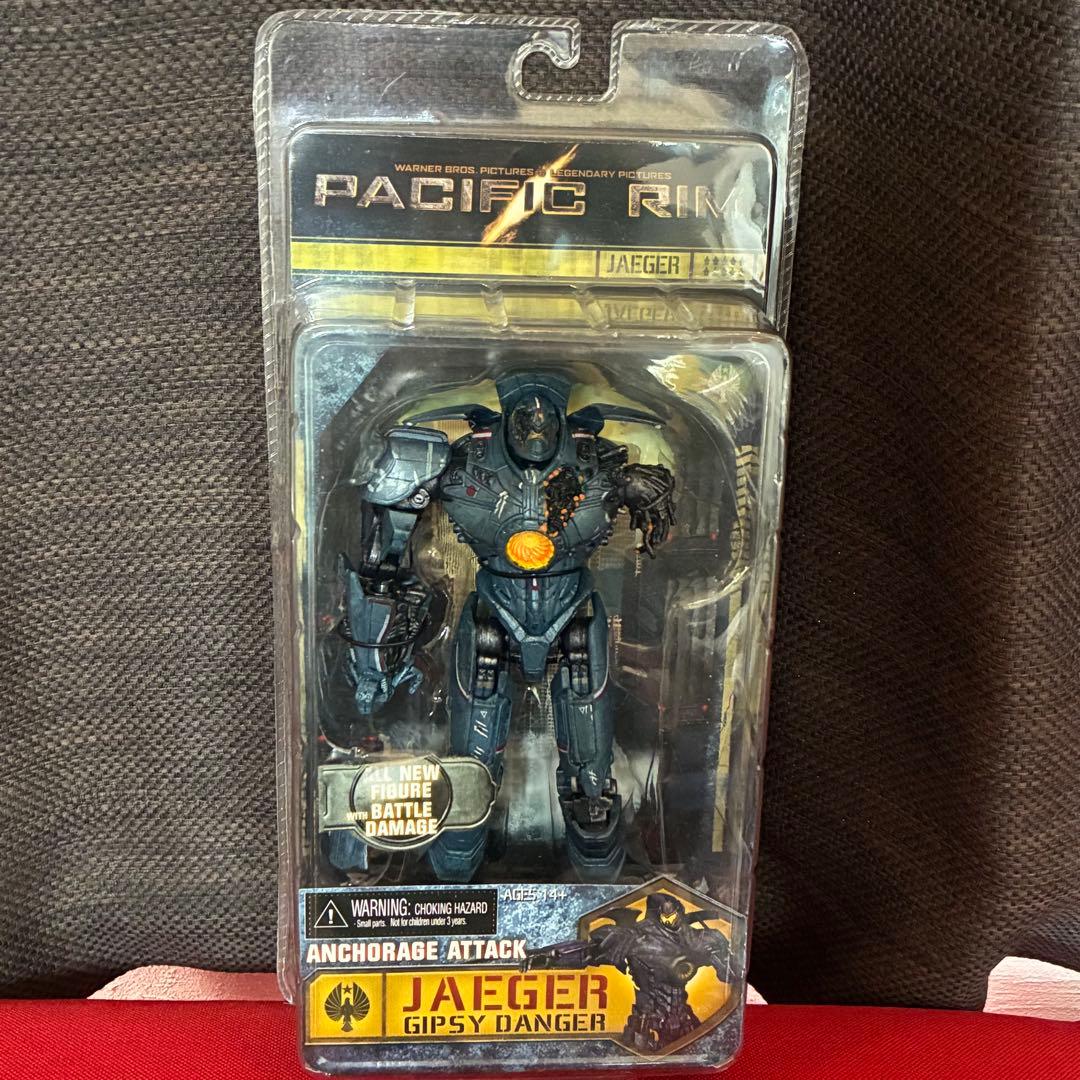 WARNER BROS. PICTURES LEGENDARY PICTURES
PACIFIC RIM
JAEGER
ALL NEW
FIGURE
WITH BATTLE
DAMAGE
AGES 14+
WARNING: CHOKING HAZARD
- Small parts. Not for children under 3 years.
ANCHORAGE ATTACK
JAEGER
GIPSY DANGER